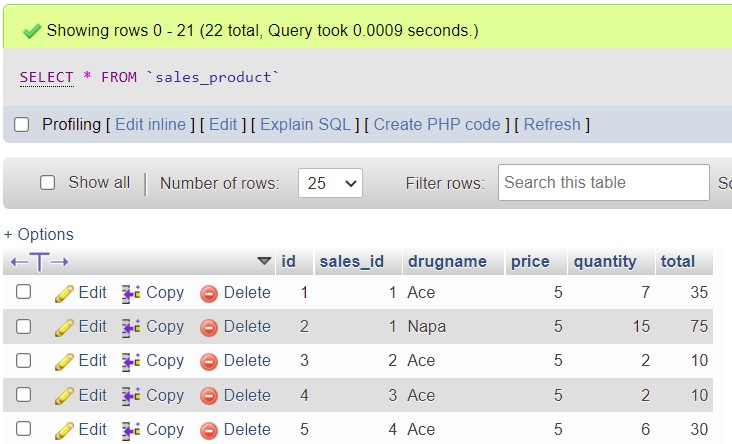 Showing rows 0 - 21 (22 total, Query took 0.0009 seconds.)
SELECT * FROM `sales_product`
Profiling [ Edit inline ] [ Edit ] [ Explain SQL ] [ Create PHP code ] [ Refresh ]
Show all Number of rows: 25 Filter rows: Search this table
+ Options
id sales_id drugname price quantity total
Edit Copy Delete 1 1 Ace 5 7 35
Edit Copy Delete 2 1 Napa 5 15 75
Edit Copy Delete 3 2 Ace 5 2 10
Edit Copy Delete 4 3 Ace 5 2 10
Edit Copy Delete 5 4 Ace 5 6 30